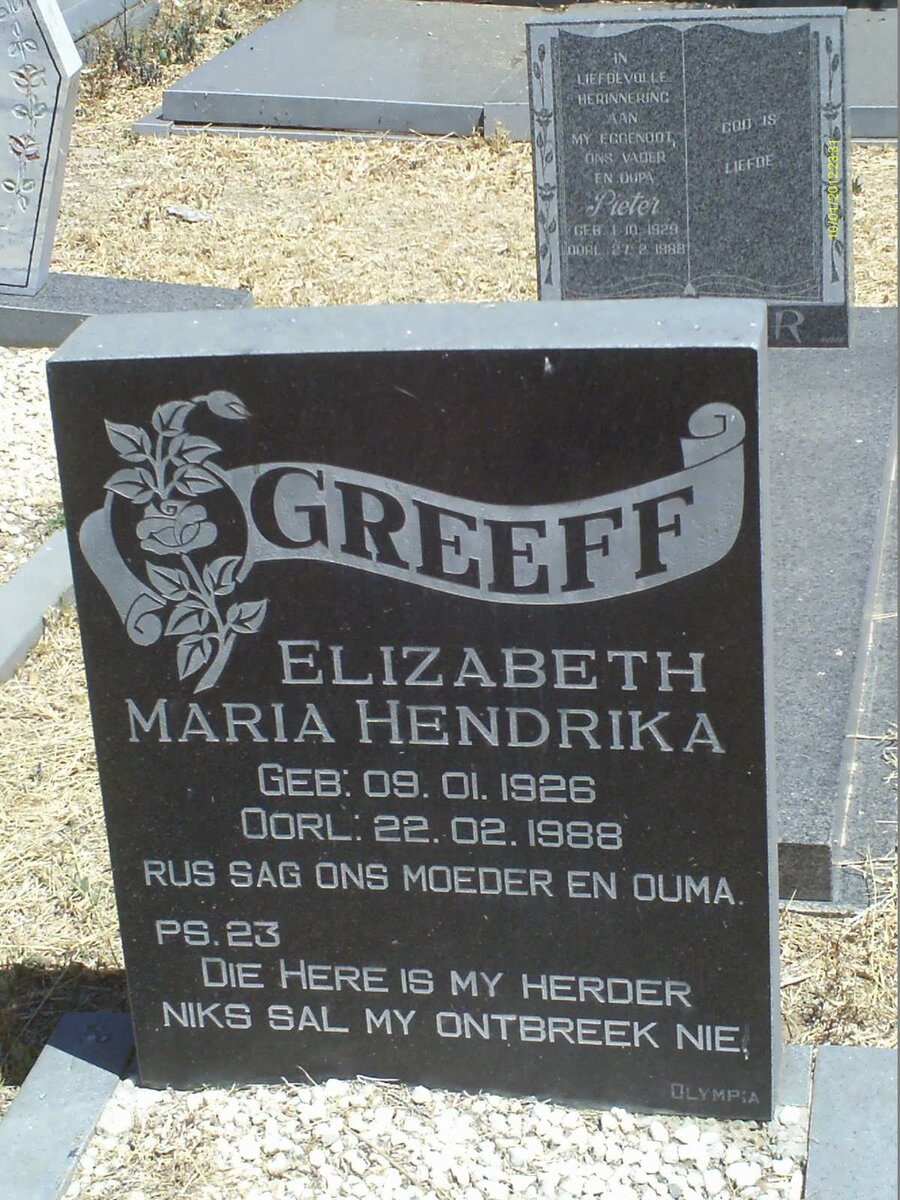 IN
LIEFDEVOLLE
HERINNERING
AAN
MY EGGENOOT,
ONS VADER
EN OUPA
Pieter
GEB. 1. 10. 1929
OORL. 27. 2. 1988
GOD IS
LIEFDE
R
10/01/2012 23:31
GREEFF
ELIZABETH
MARIA HENDRIKA
GEB: 09. 01. 1926
OORL: 22. 02. 1988
RUS SAG ONS MOEDER EN OUMA.
PS. 23
DIE HERE IS MY HERDER
NIKS SAL MY ONTBREEK NIE.
OLYMPIA